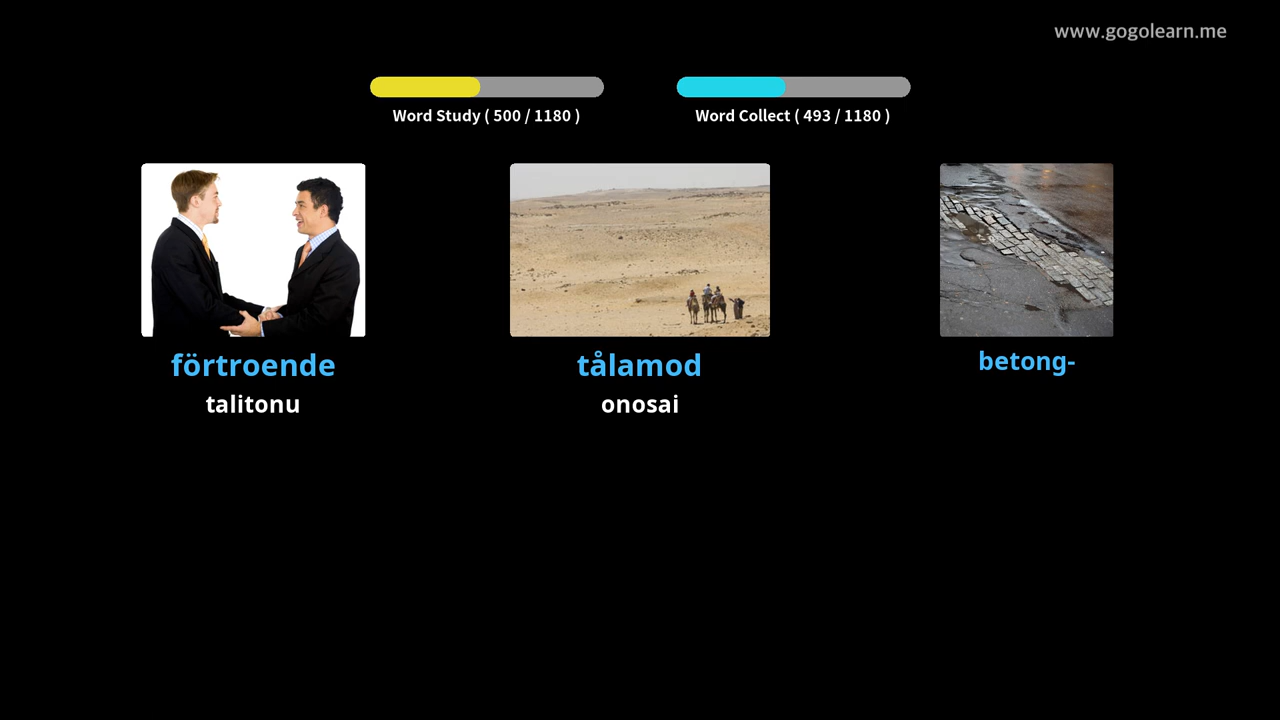 www.gogolearn.me
Word Study ( 500 / 1180 )
Word Collect ( 493 / 1180 )
förtroende
talitonu
tålamod
onosai
betong-